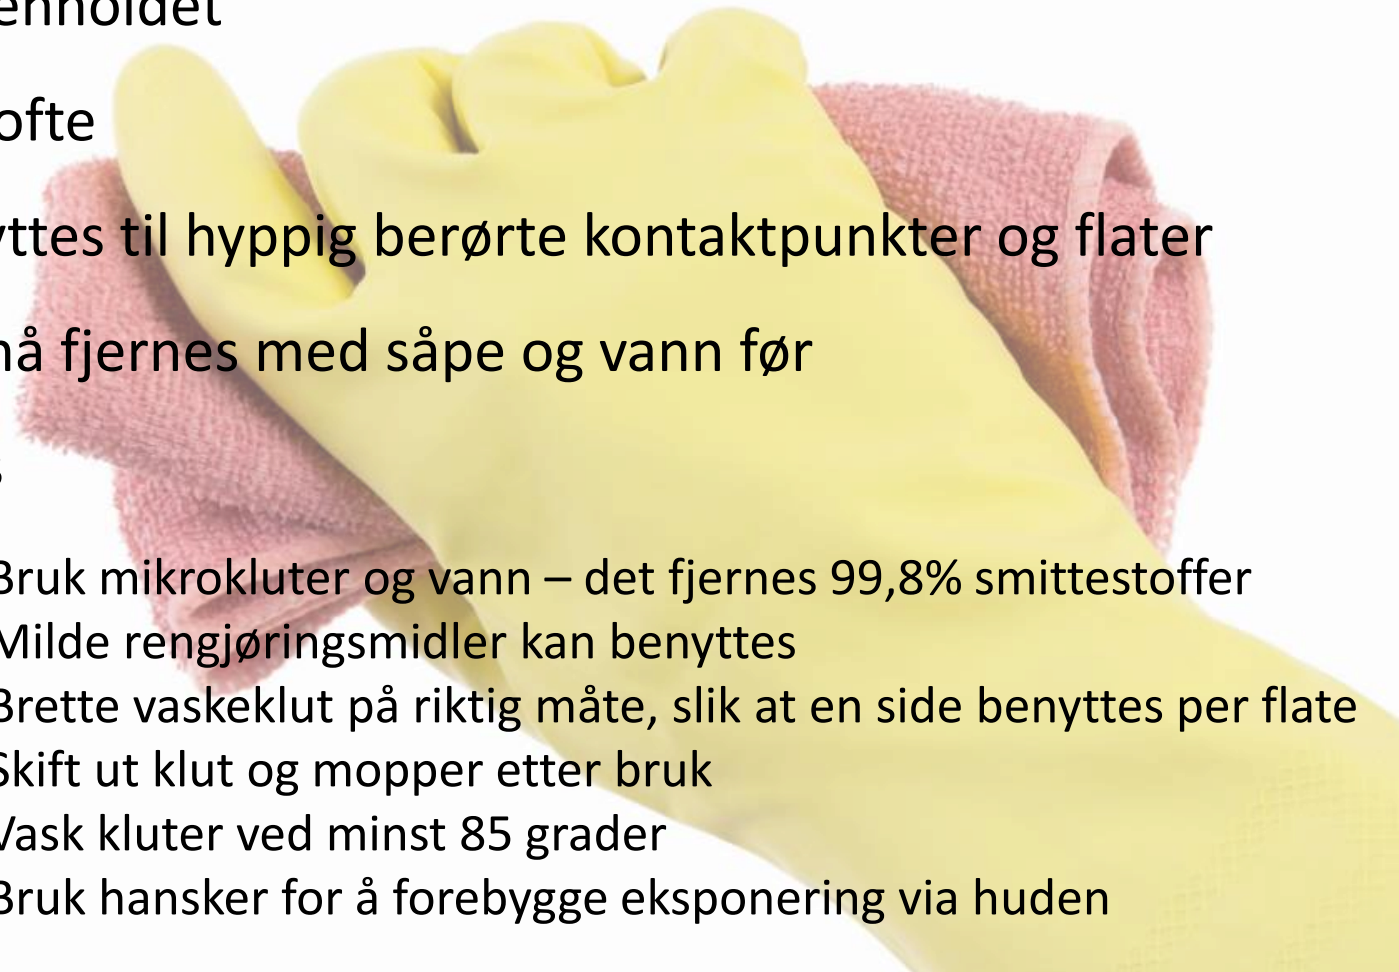 ofte
til hyppig berørte kontaktpunkter og flater
fjernes med såpe og vann før
Bruk mikrokluter og vann – det fjernes 99,8% smittestoffer
Milde rengjøringsmidler kan benyttes
Brette vaskeklut på riktig måte, slik at en side benyttes per flate
Skift ut klut og mopper etter bruk
Vask kluter ved minst 85 grader
Bruk hansker for å forebygge eksponering via huden